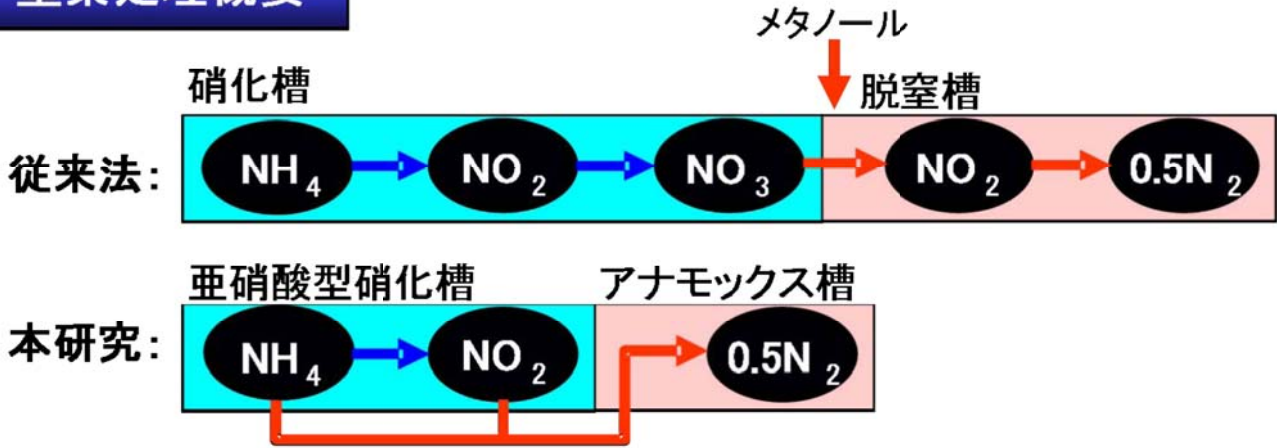 メタノール
硝化槽 脱窒槽
従来法: NH4 NO2 NO3 NO2 0.5N2
亜硝酸型硝化槽 アナモックス槽
本研究: NH4 NO2 0.5N2